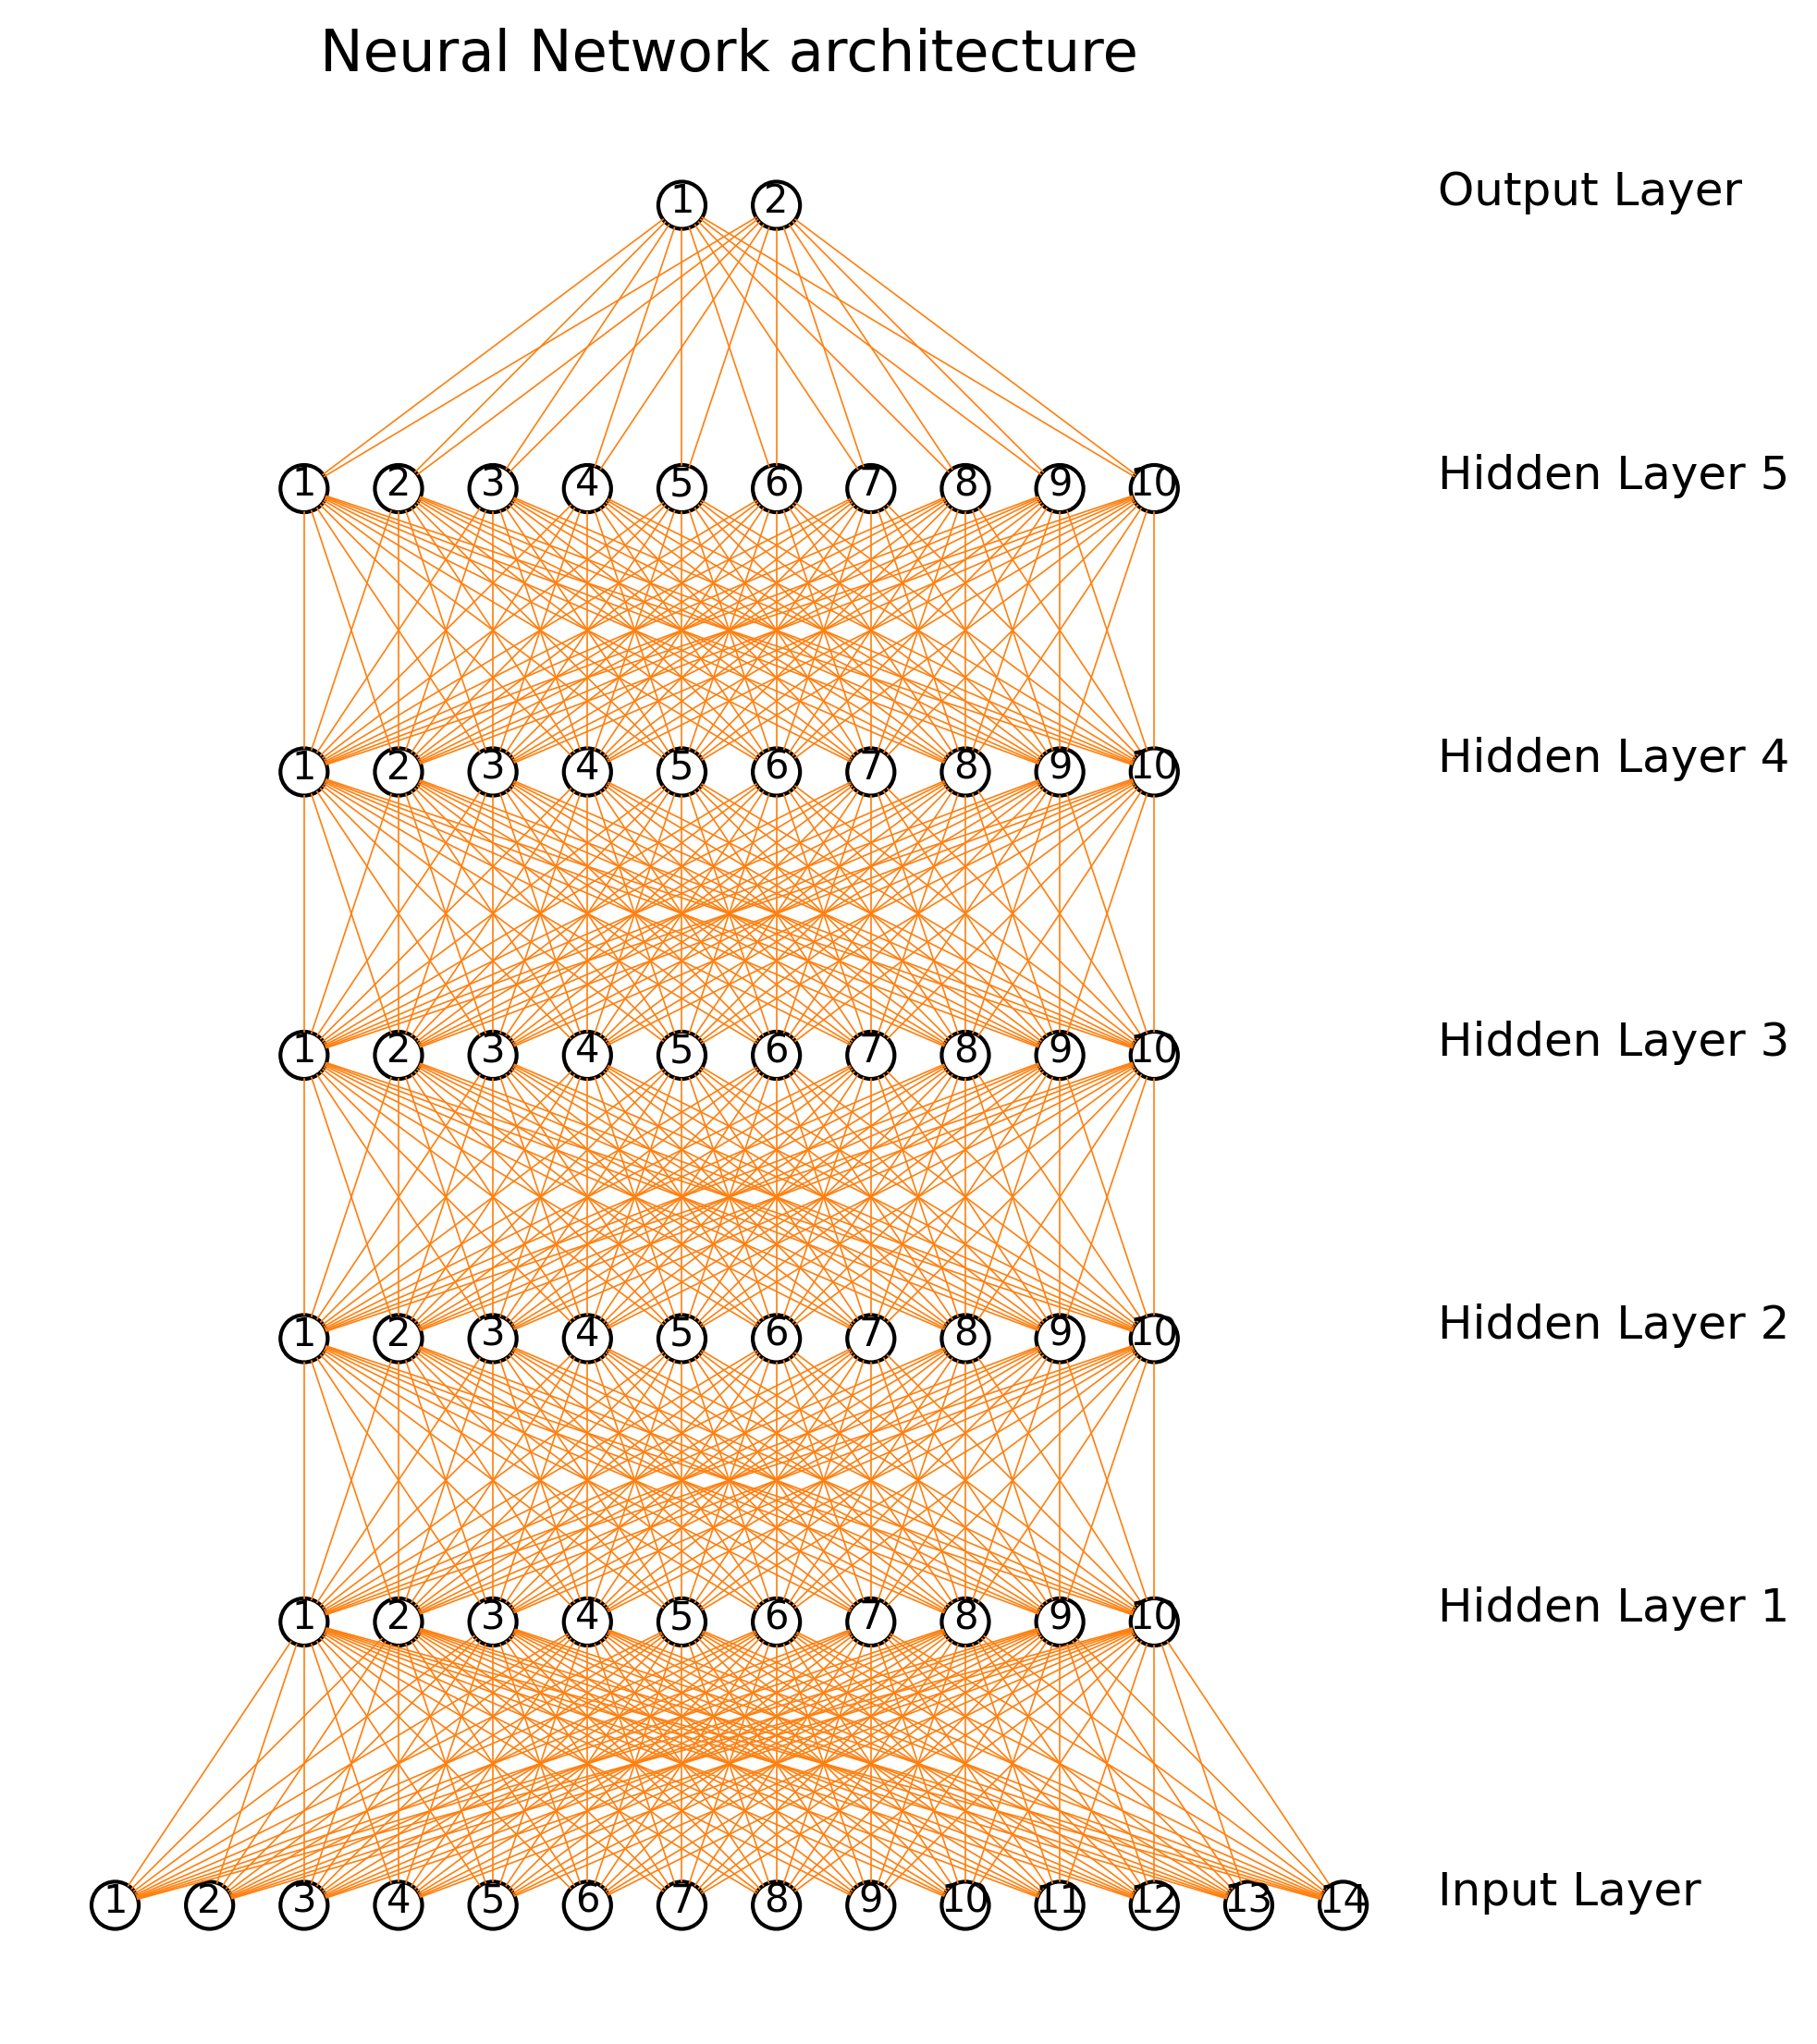 Neural Network architecture
1 2 Output Layer
1 2 3 4 5 6 7 8 9 10 Hidden Layer 5
1 2 3 4 5 6 7 8 9 10 Hidden Layer 4
1 2 3 4 5 6 7 8 9 10 Hidden Layer 3
1 2 3 4 5 6 7 8 9 10 Hidden Layer 2
1 2 3 4 5 6 7 8 9 10 Hidden Layer 1
1 2 3 4 5 6 7 8 9 10 11 12 13 14 Input Layer